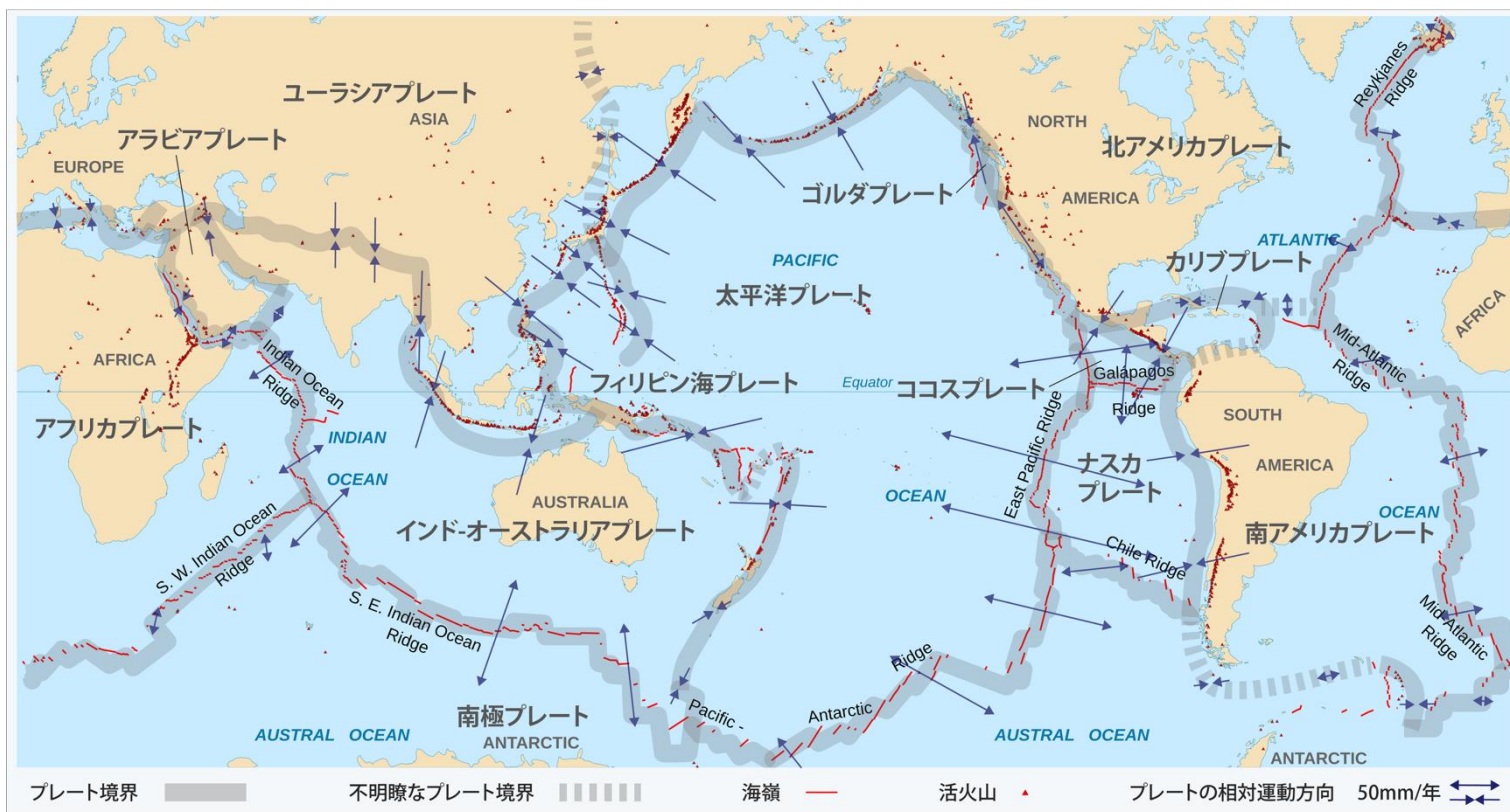 Reykjanes
Ridge
ユーラシアプレート
ASIA
アラビアプレート
EUROPE
NORTH
北アメリカプレート
ゴルダプレート
AMERICA
ATLANTIC
カリブプレート
PACIFIC
太平洋プレート
AFRICA
AFRICA
Indian Ocean
Ridge
Mid-Atlantic
Ridge
フィリピン海プレート
Equator
ココスプレート
Galápagos
Ridge
アフリカプレート
SOUTH
INDIAN
OCEAN
East Pacific Ridge
ナスカ
プレート
AMERICA
OCEAN
AUSTRALIA
OCEAN
インド-オーストラリアプレート
南アメリカプレート
S. W. Indian Ocean
Ridge
Chile Ridge
S. E. Indian Ocean
Ridge
Mid-Atlantic
Ridge
Ridge
南極プレート
Pacific -
Antarctic
AUSTRAL OCEAN
ANTARCTIC
AUSTRAL OCEAN
ANTARCTIC
プレート境界
不明瞭なプレート境界
海嶺
活火山
プレートの相対運動方向 50mm/年